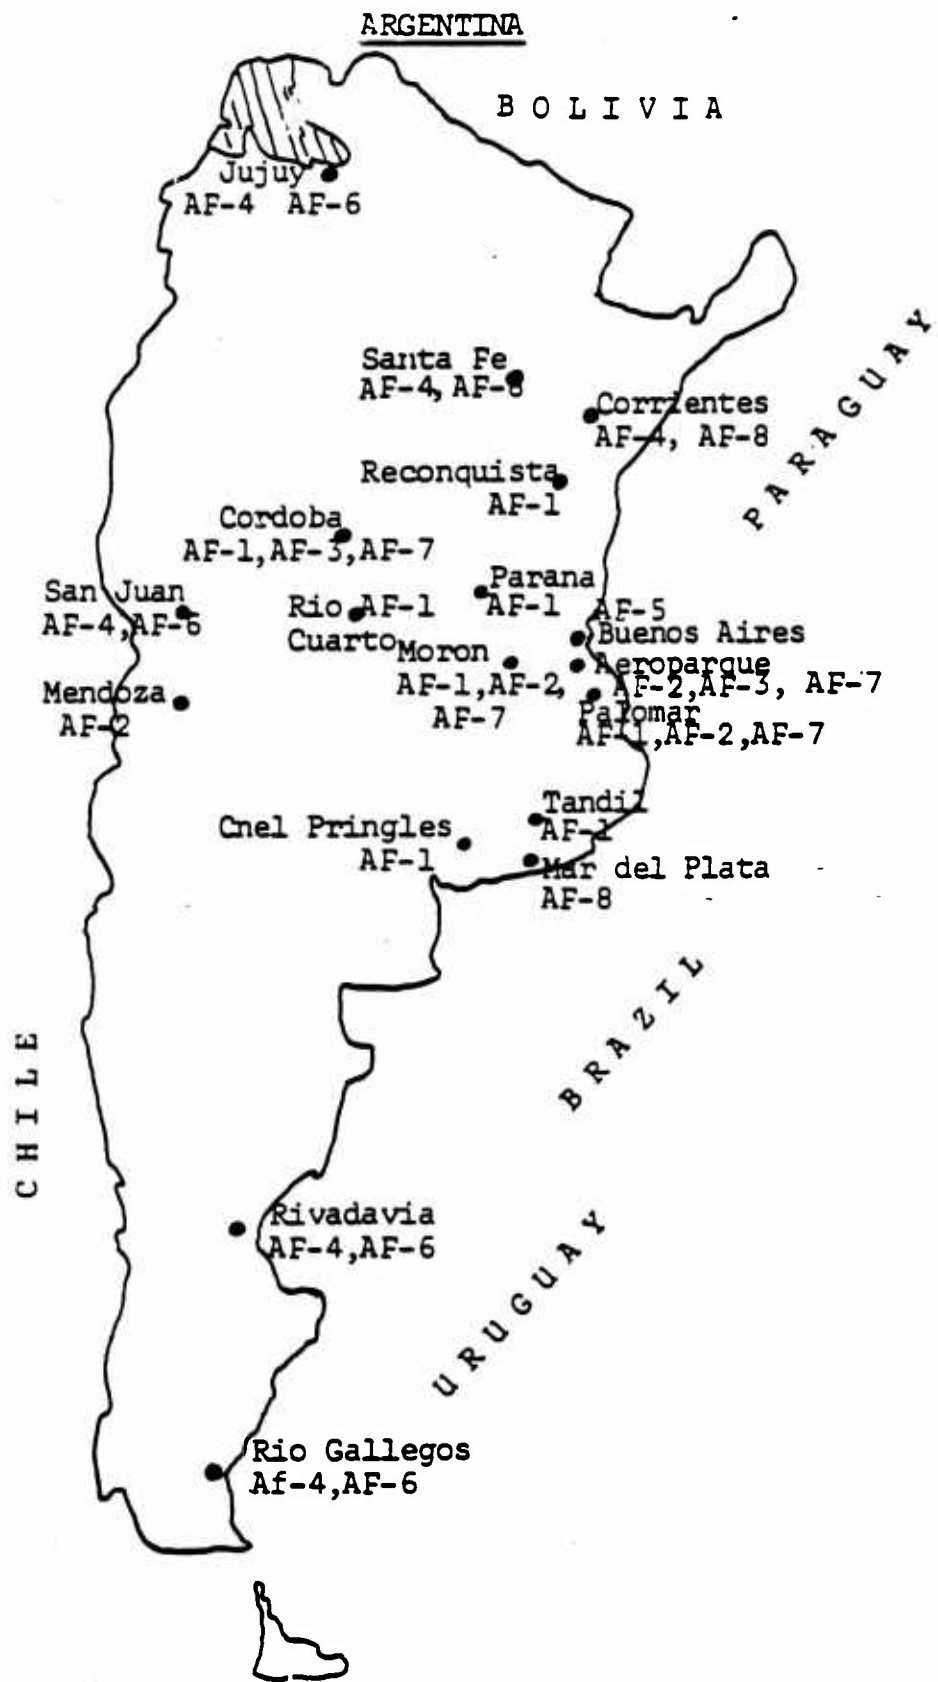 ARGENTINA
BOLIVIA
Jujuy
AF-4 AF-6
PARAGUAY
Santa Fe
AF-4, AF-8
Corrientes
AF-4, AF-8
Reconquista
AF-1
Cordoba
AF-1,AF-3,AF-7
San Juan
AF-4,AF-6
Rio AF-1
Cuarto
Parana
AF-1
AF-5
Buenos Aires
Moron
AF-1,AF-2,
AF-7
Aeroparque
AF-2,AF-3, AF-7
Mendoza
AF-2
Palomar
AF-1,AF-2,AF-7
Tandil
AF-1
Cnel Pringles
AF-1
Mar del Plata
AF-8
BRAZIL
CHILE
Rivadavia
AF-4,AF-6
URUGUAY
Rio Gallegos
Af-4,AF-6